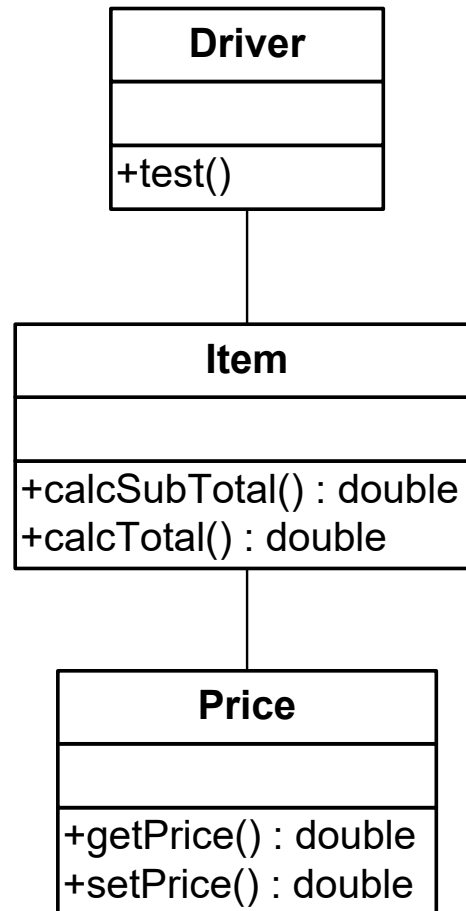 Driver
+test()
Item
+calcSubTotal() : double
+calcTotal() : double
Price
+getPrice() : double
+setPrice() : double